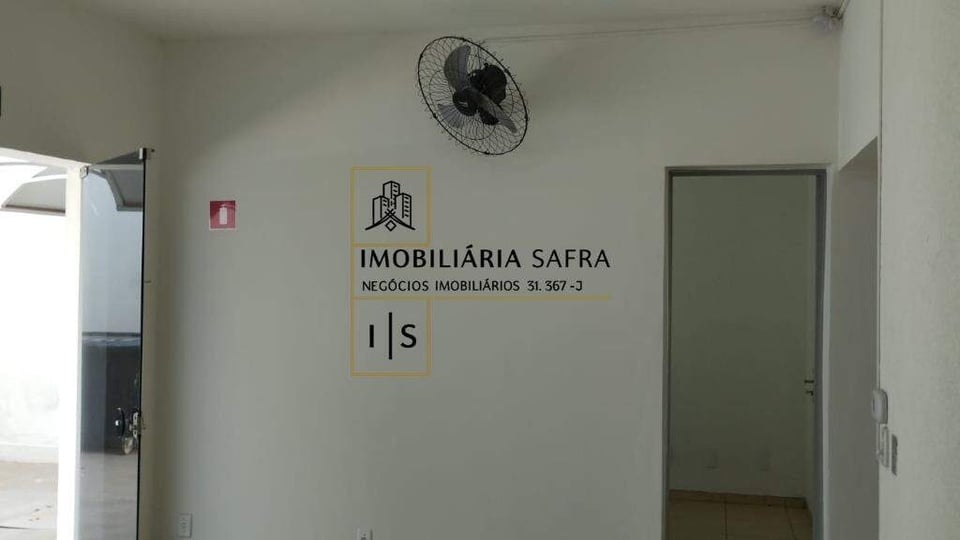 IMOBILIÁRIA SAFRA
NEGÓCIOS IMOBILIÁRIOS 31.367-J
I|S